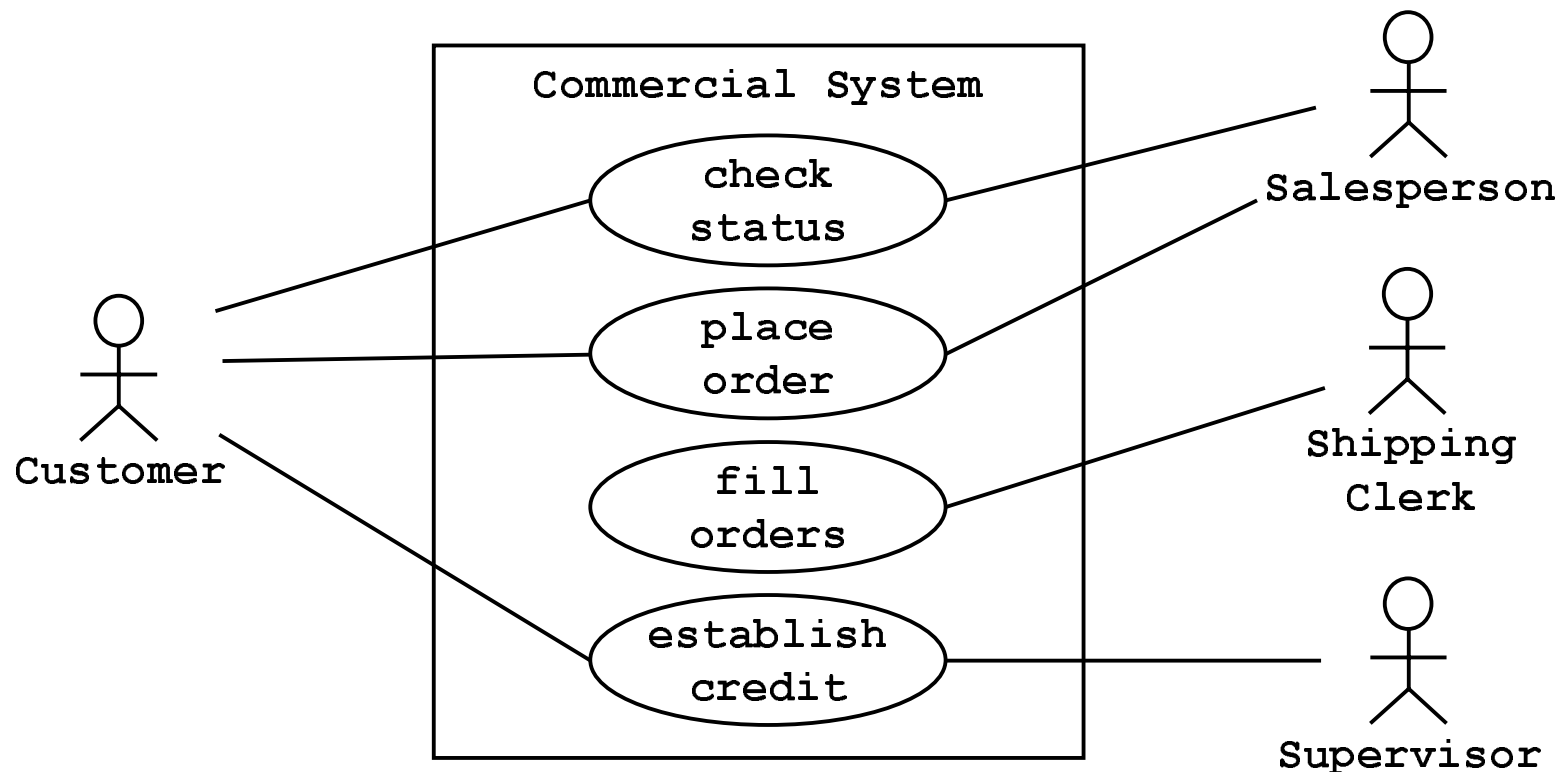 Commercial System
check
status
place
order
fill
orders
establish
credit
Customer
Salesperson
Shipping
Clerk
Supervisor